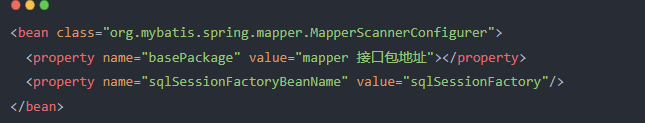 <bean class="org.mybatis.spring.mapper.MapperScannerConfigurer">
<property name="basePackage" value="mapper 接口包地址"></property>
<property name="sqlSessionFactoryBeanName" value="sqlSessionFactory"/>
</bean>